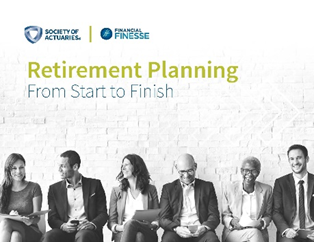 SOCIETY OF
ACTUARIES®
FINANCIAL
FINESSE
Retirement Planning
From Start to Finish